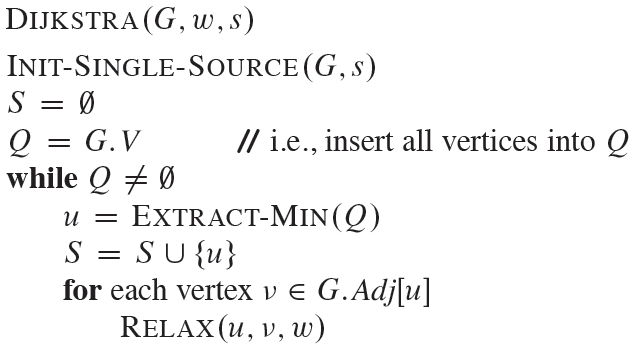 DIJKSTRA(G, w, s)
INIT-SINGLE-SOURCE(G, s)
S = ∅
Q = G.V // i.e., insert all vertices into Q
while Q ≠ ∅
u = EXTRACT-MIN(Q)
S = S ∪ {u}
for each vertex v ∈ G.Adj[u]
RELAX(u, v, w)